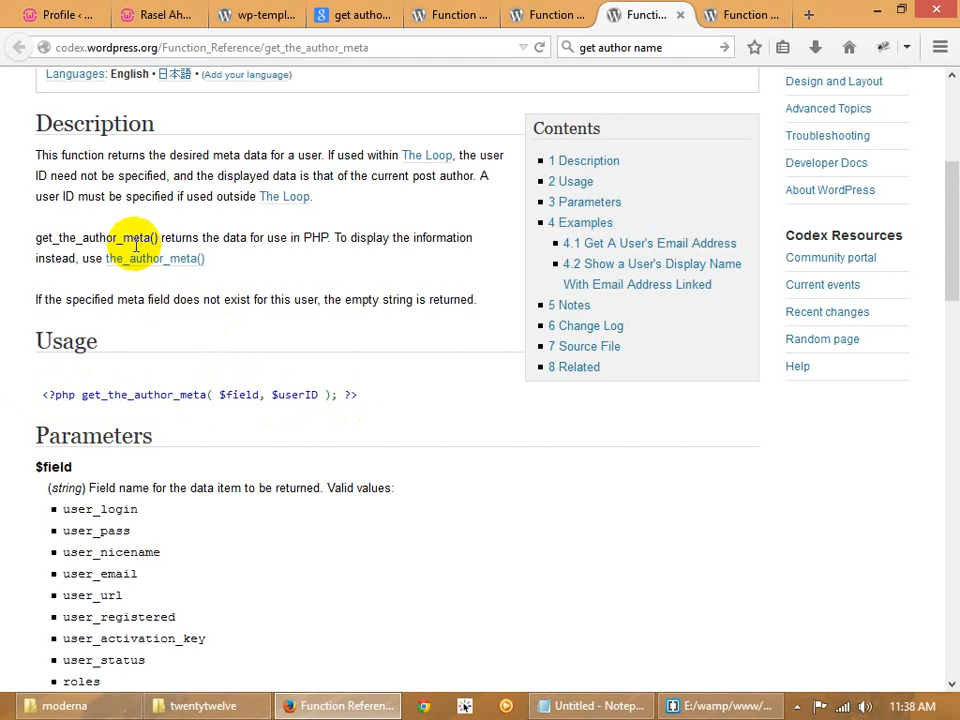 Profile ‹ ...
Rasel Ah...
wp-templ...
get autho...
Function ...
Function ...
Functi...
Function ...
codex.wordpress.org/Function_Reference/get_the_author_meta
get author name
Languages: English • 日本語 • (Add your language)
Description
This function returns the desired meta data for a user. If used within The Loop, the user
ID need not be specified, and the displayed data is that of the current post author. A
user ID must be specified if used outside The Loop.
get_the_author_meta() returns the data for use in PHP. To display the information
instead, use the_author_meta()
If the specified meta field does not exist for this user, the empty string is returned.
Usage
<?php get_the_author_meta( $field, $userID ); ?>
Parameters
$field
(string) Field name for the data item to be returned. Valid values:
user_login
user_pass
user_nicename
user_email
user_url
user_registered
user_activation_key
user_status
roles
Contents
1 Description
2 Usage
3 Parameters
4 Examples
4.1 Get A User's Email Address
4.2 Show a User's Display Name
With Email Address Linked
5 Notes
6 Change Log
7 Source File
8 Related
Design and Layout
Advanced Topics
Troubleshooting
Developer Docs
About WordPress
Codex Resources
Community portal
Current events
Recent changes
Random page
Help
moderna
twentytwelve
Function Referen...
Untitled - Notep...
E:/wamp/www/...
11:38 AM